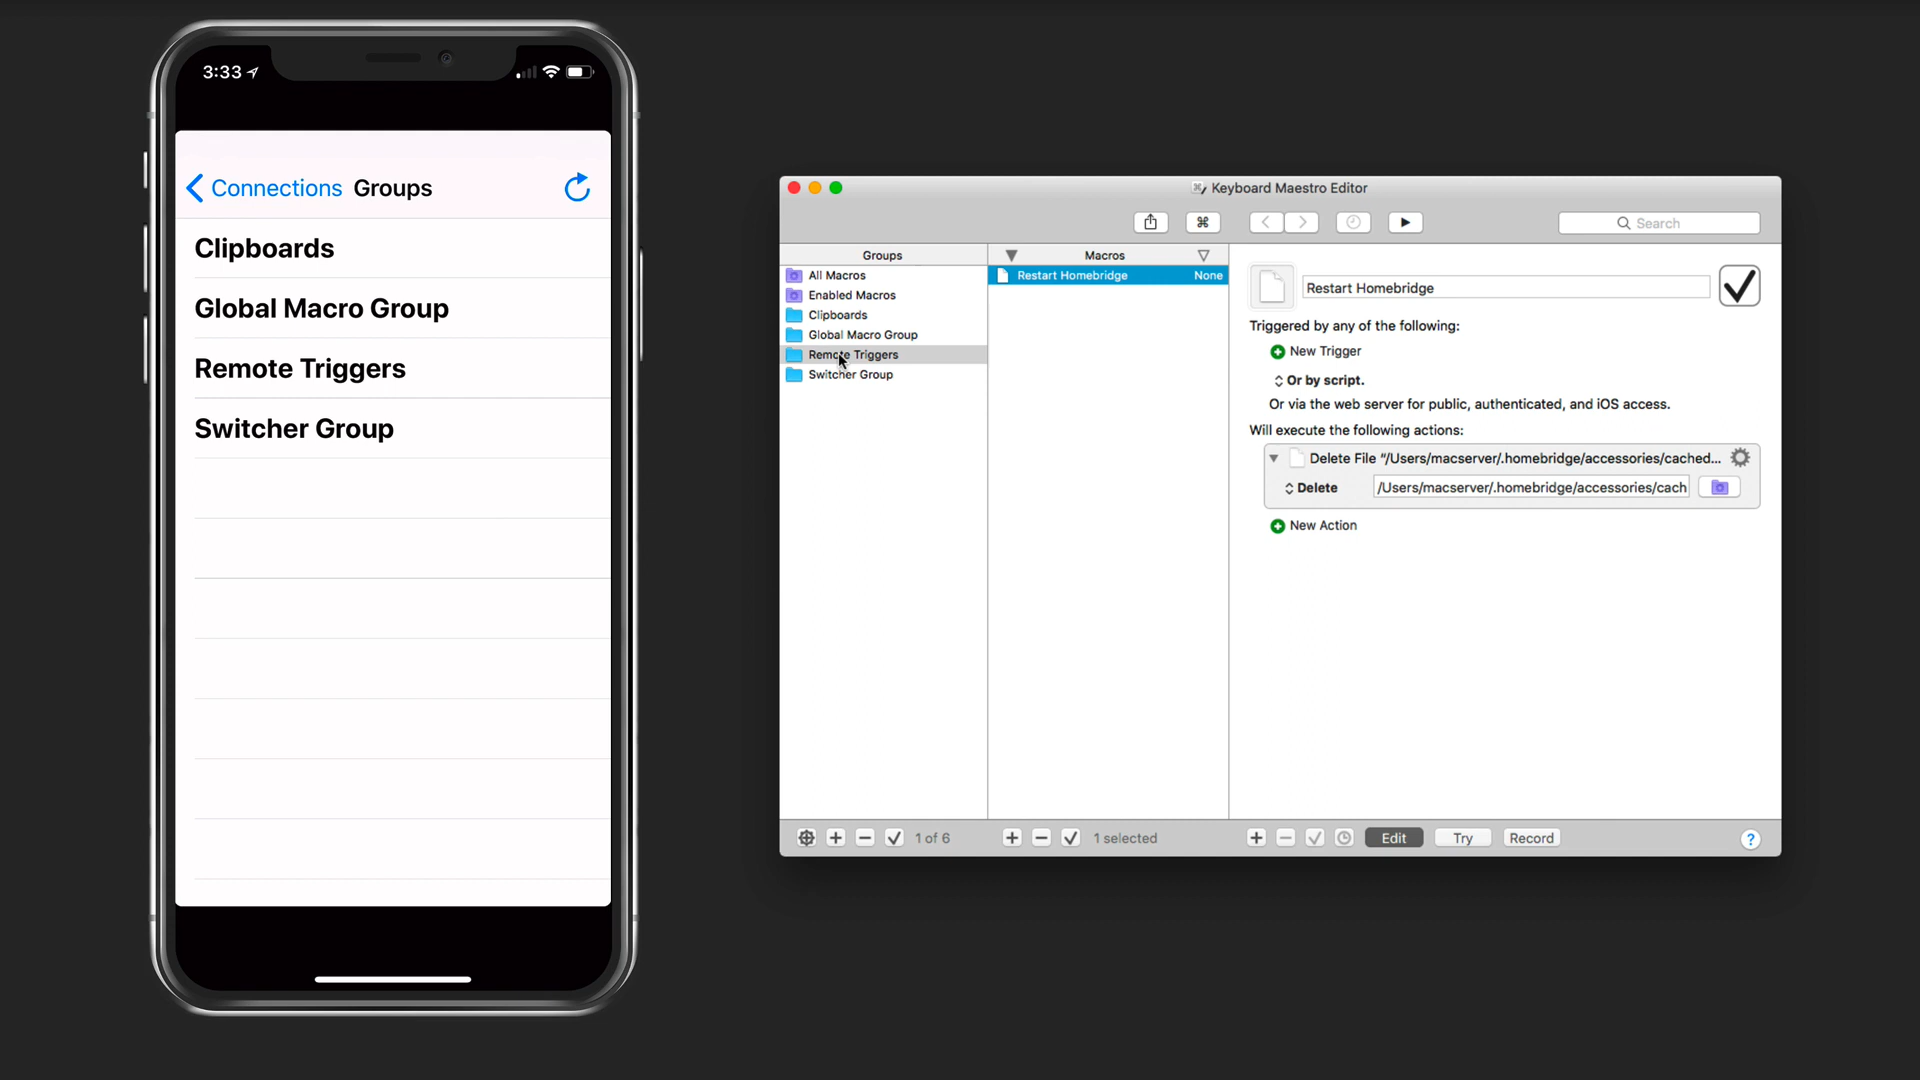 3:33
Connections Groups
Clipboards
Global Macro Group
Remote Triggers
Switcher Group
Keyboard Maestro Editor
Search
Groups
All Macros
Enabled Macros
Clipboards
Global Macro Group
Remote Triggers
Switcher Group
1 of 6
Macros
Restart Homebridge None
1 selected
Restart Homebridge
Triggered by any of the following:
New Trigger
Or by script.
Or via the web server for public, authenticated, and iOS access.
Will execute the following actions:
Delete File “/Users/macserver/.homebridge/accessories/cached...
Delete /Users/macserver/.homebridge/accessories/cach
New Action
Edit Try Record ?